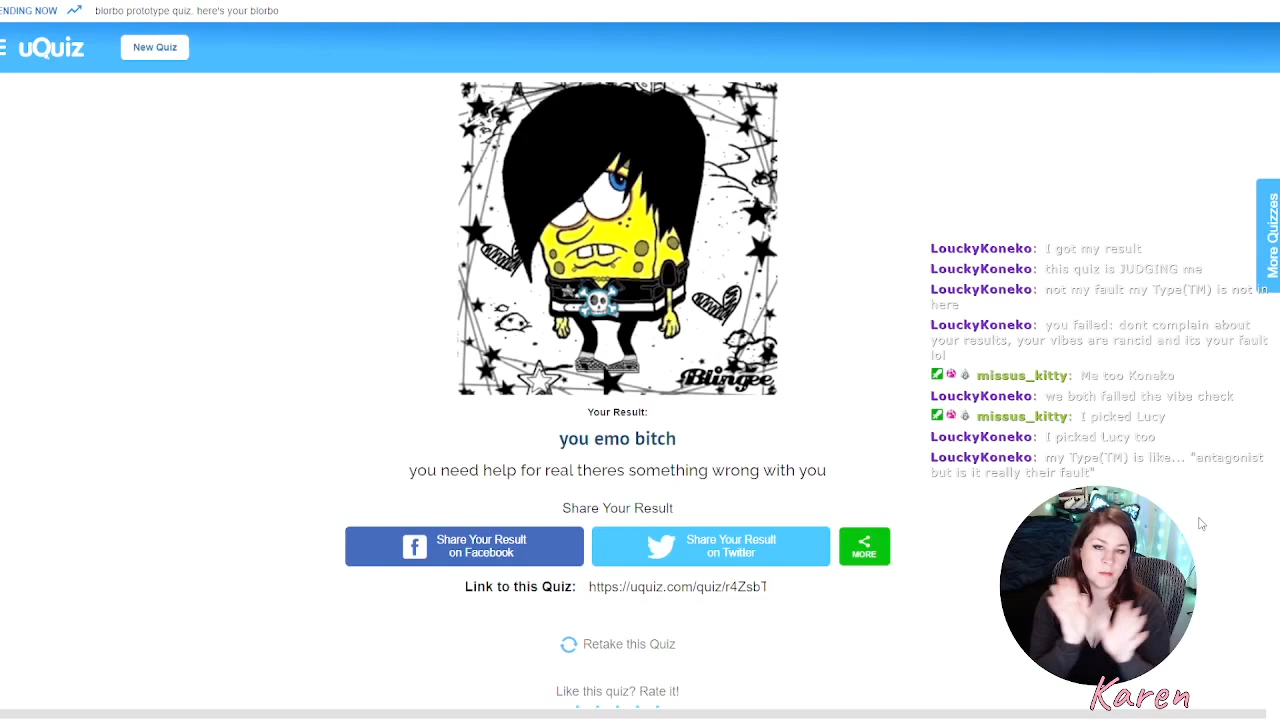 ENDING NOW
blorbo prototype quiz, here's your blorbo
uQuiz
New Quiz
More Quizzes
Blingee
Your Result:
you emo bitch
you need help for real theres something wrong with you
Share Your Result
Share Your Result
on Facebook
Share Your Result
on Twitter
MORE
Link to this Quiz: https://uquiz.com/quiz/r4ZsbT
Retake this Quiz
Like this quiz? Rate it!
LouckyKoneko: I got my result
LouckyKoneko: this quiz is JUDGING me
LouckyKoneko: not my fault my Type(TM) is not in
here
LouckyKoneko: you failed: dont complain about
your results, your vibes are rancid and its your fault
lol
missus_kitty: Me too Koneko
LouckyKoneko: we both failed the vibe check
missus_kitty: I picked Lucy
LouckyKoneko: I picked Lucy too
LouckyKoneko: my Type(TM) is like... "antagonist
but is it really their fault"
Karen